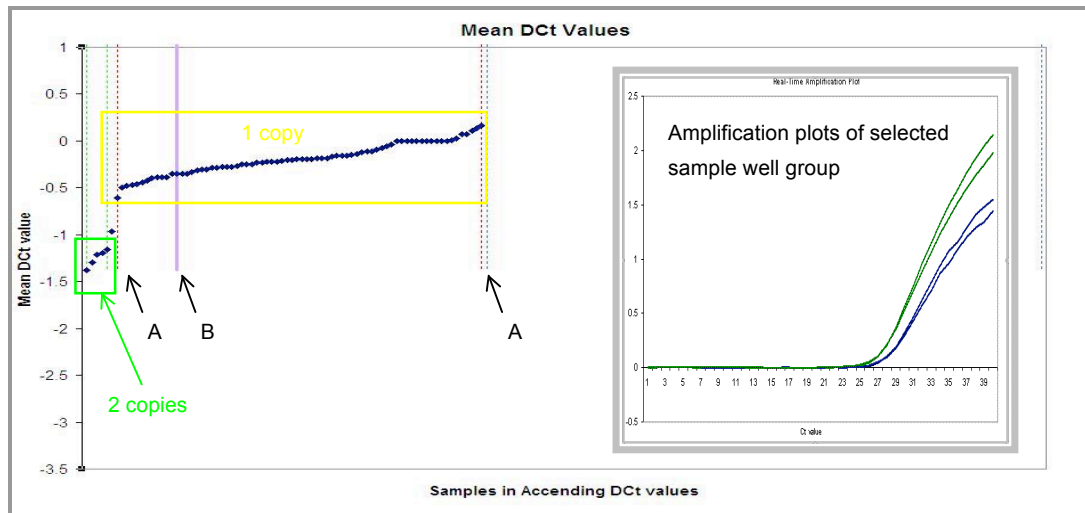 Mean DCt Values
1
0.5
0
-0.5
-1
-1.5
-2
-2.5
-3
-3.5
Mean DCt value
1 copy
2 copies
A
B
A
Samples in Accending DCt values
Real-Time Amplification Plot
Amplification plots of selected
sample well group
2.5
2
1.5
1
0.5
0
-0.5
1 3 5 7 9 11 13 15 17 19 21 23 25 27 29 31 33 35 37 39
Ct value